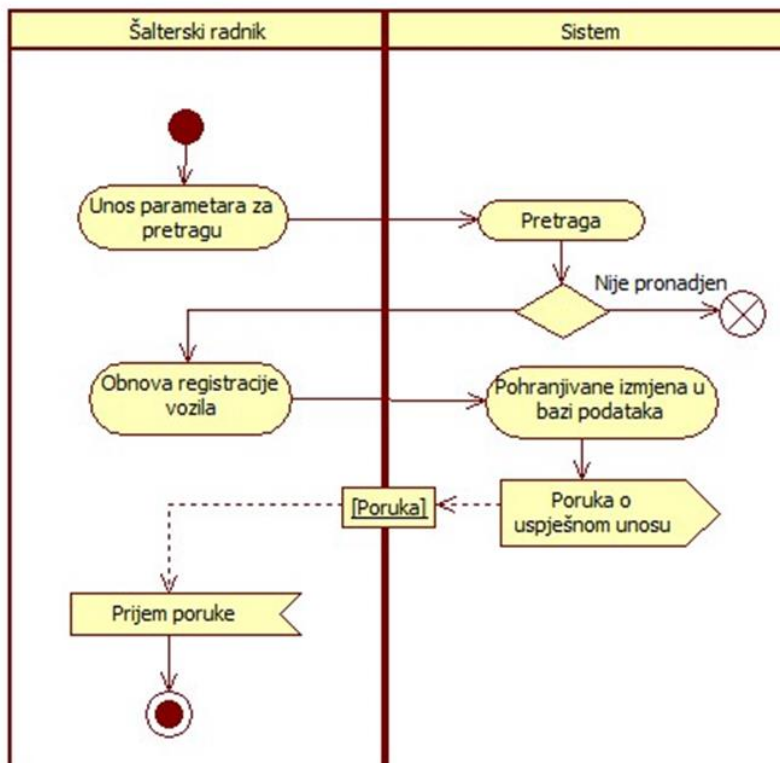 Šalterski radnik
Sistem
Unos parametara za
pretragu
Pretraga
Nije pronadjen
Obnova registracije
vozila
Pohranjivane izmjena u
bazi podataka
[Poruka]
Poruka o
uspješnom unosu
Prijem poruke